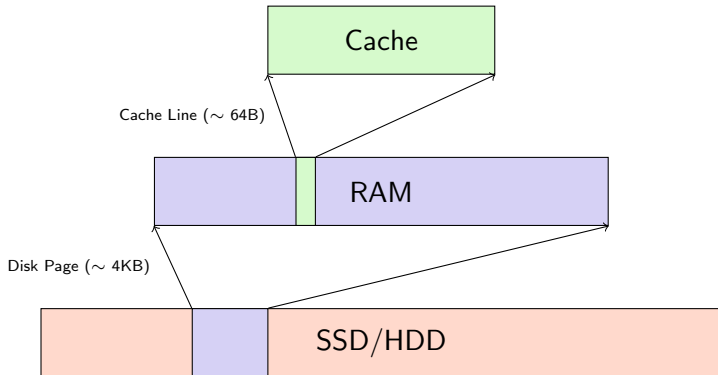 Cache
Cache Line (∼ 64B)
RAM
Disk Page (∼ 4KB)
SSD/HDD